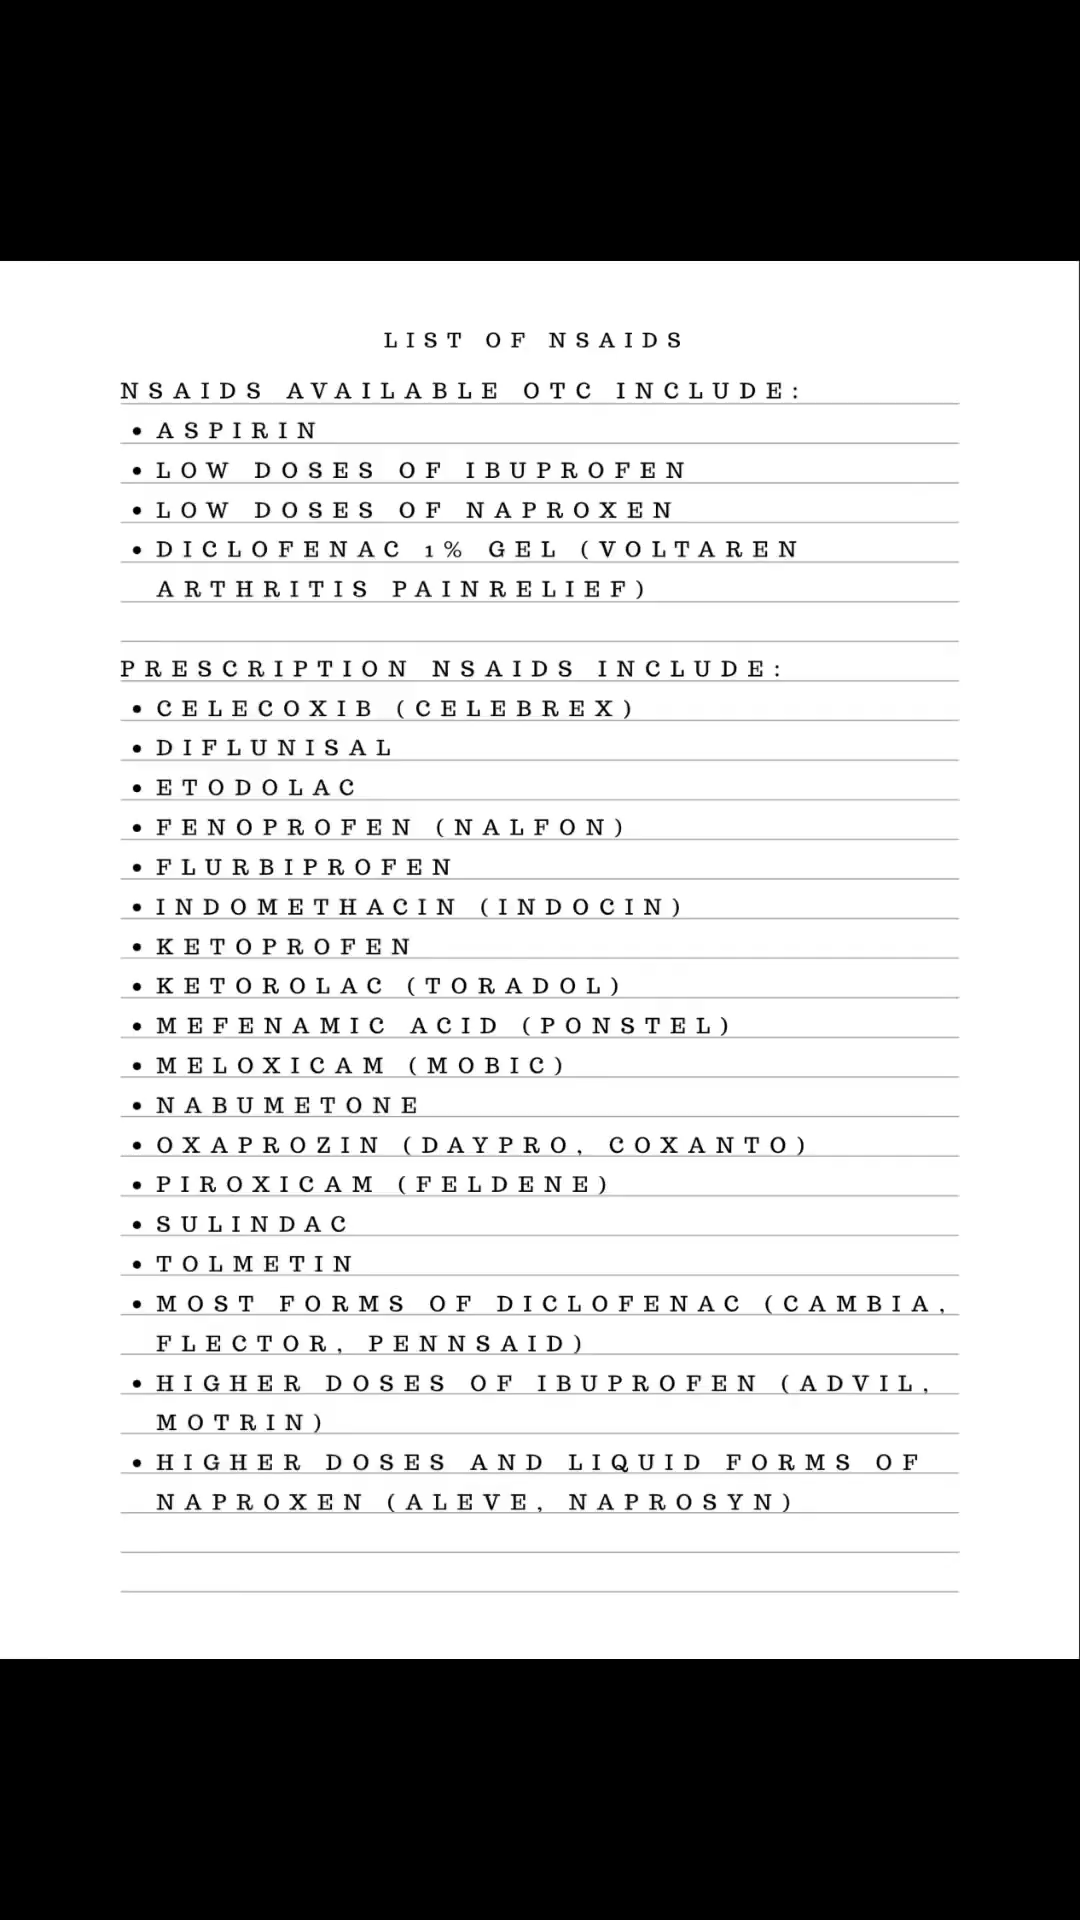 LIST OF NSAIDS
NSAIDS AVAILABLE OTC INCLUDE:
• ASPIRIN
• LOW DOSES OF IBUPROFEN
• LOW DOSES OF NAPROXEN
• DICLOFENAC 1% GEL (VOLTAREN
ARTHRITIS PAINRELIEF)
PRESCRIPTION NSAIDS INCLUDE:
• CELECOXIB (CELEBREX)
• DIFLUNISAL
• ETODOLAC
• FENOPROFEN (NALFON)
• FLURBIPROFEN
• INDOMETHACIN (INDOCIN)
• KETOPROFEN
• KETOROLAC (TORADOL)
• MEFENAMIC ACID (PONSTEL)
• MELOXICAM (MOBIC)
• NABUMETONE
• OXAPROZIN (DAYPRO, COXANTO)
• PIROXICAM (FELDENE)
• SULINDAC
• TOLMETIN
• MOST FORMS OF DICLOFENAC (CAMBIA,
FLECTOR, PENNSAID)
• HIGHER DOSES OF IBUPROFEN (ADVIL,
MOTRIN)
• HIGHER DOSES AND LIQUID FORMS OF
NAPROXEN (ALEVE, NAPROSYN)